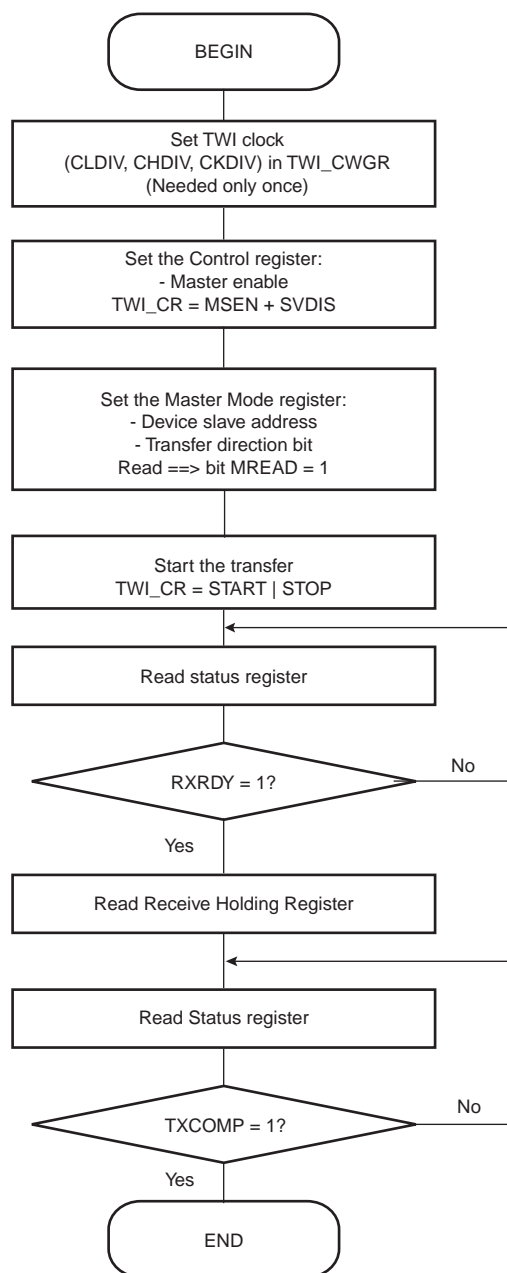 BEGIN
Set TWI clock
(CLDIV, CHDIV, CKDIV) in TWI_CWGR
(Needed only once)
Set the Control register:
- Master enable
TWI_CR = MSEN + SVDIS
Set the Master Mode register:
- Device slave address
- Transfer direction bit
Read ==> bit MREAD = 1
Start the transfer
TWI_CR = START | STOP
Read status register
RXRDY = 1?
No
Yes
Read Receive Holding Register
Read Status register
TXCOMP = 1?
No
Yes
END